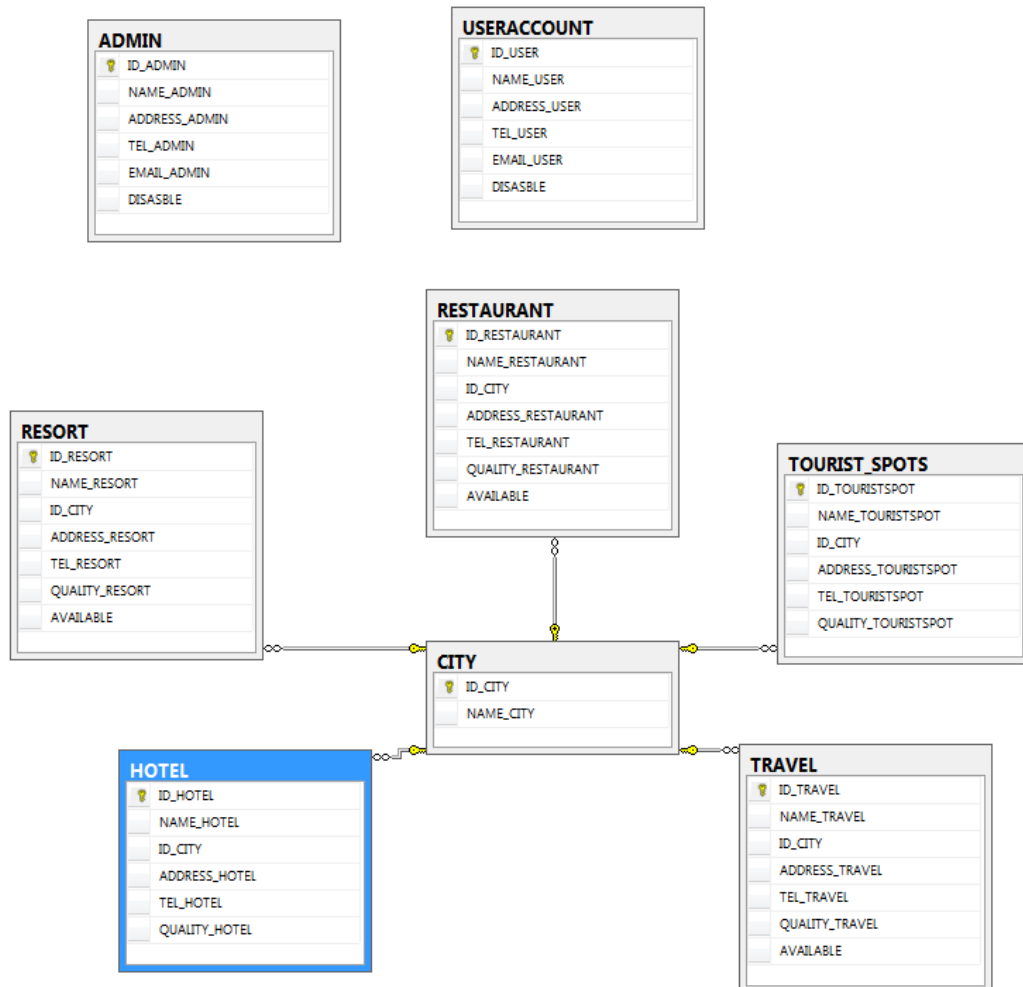 ADMIN
ID_ADMIN
NAME_ADMIN
ADDRESS_ADMIN
TEL_ADMIN
EMAIL_ADMIN
DISASBLE
USERACCOUNT
ID_USER
NAME_USER
ADDRESS_USER
TEL_USER
EMAIL_USER
DISASBLE
RESTAURANT
ID_RESTAURANT
NAME_RESTAURANT
ID_CITY
ADDRESS_RESTAURANT
TEL_RESTAURANT
QUALITY_RESTAURANT
AVAILABLE
RESORT
ID_RESORT
NAME_RESORT
ID_CITY
ADDRESS_RESORT
TEL_RESORT
QUALITY_RESORT
AVAILABLE
TOURIST_SPOTS
ID_TOURISTSPOT
NAME_TOURISTSPOT
ID_CITY
ADDRESS_TOURISTSPOT
TEL_TOURISTSPOT
QUALITY_TOURISTSPOT
CITY
ID_CITY
NAME_CITY
HOTEL
ID_HOTEL
NAME_HOTEL
ID_CITY
ADDRESS_HOTEL
TEL_HOTEL
QUALITY_HOTEL
TRAVEL
ID_TRAVEL
NAME_TRAVEL
ID_CITY
ADDRESS_TRAVEL
TEL_TRAVEL
QUALITY_TRAVEL
AVAILABLE